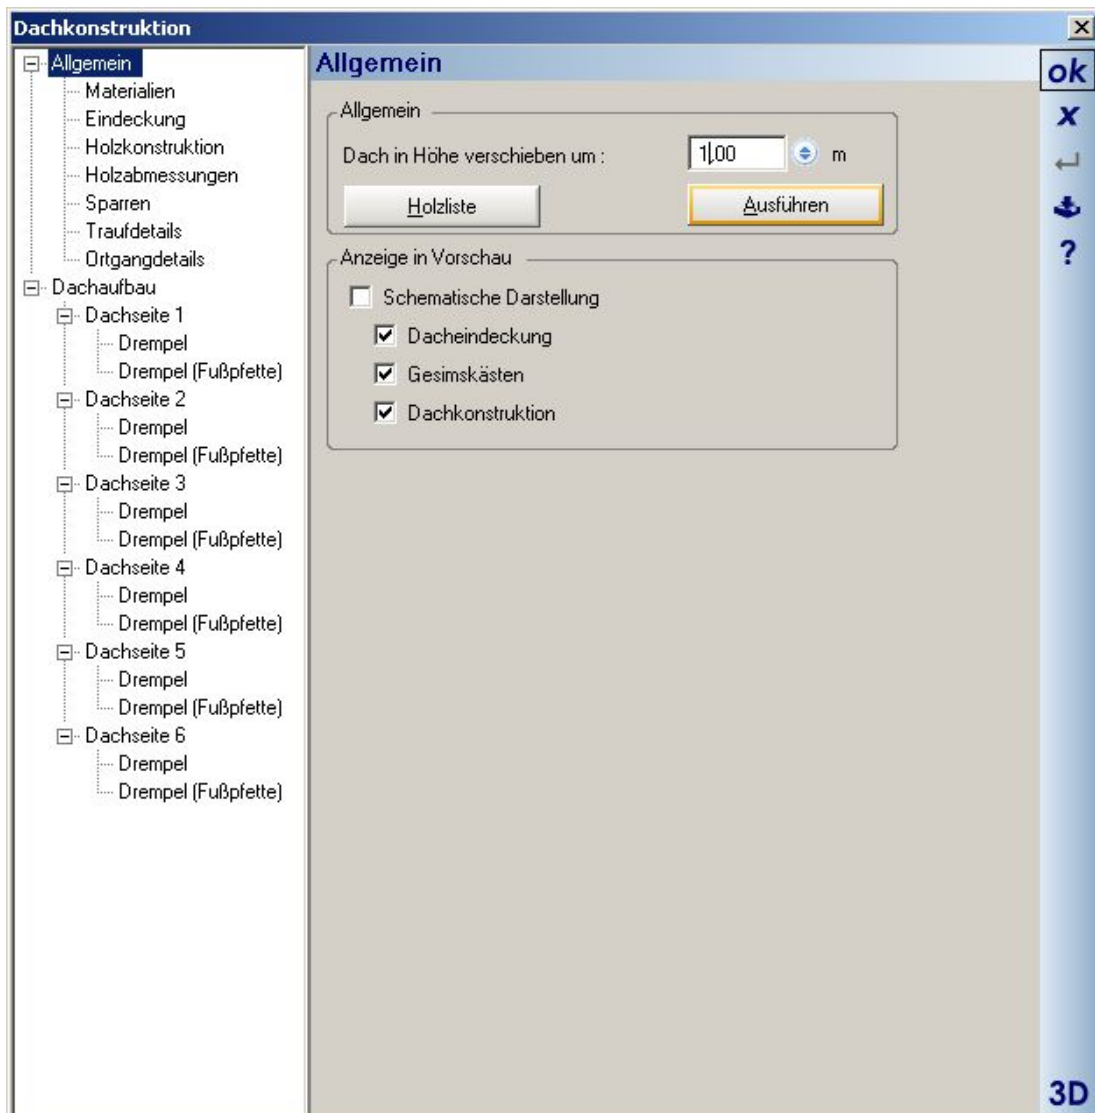 Dachkonstruktion
Allgemein
Materialien
Eindeckung
Holzkonstruktion
Holzabmessungen
Sparren
Traufdetails
Ortgangdetails
Dachaufbau
Dachseite 1
Drempel
Drempel (Fußpfette)
Dachseite 2
Drempel
Drempel (Fußpfette)
Dachseite 3
Drempel
Drempel (Fußpfette)
Dachseite 4
Drempel
Drempel (Fußpfette)
Dachseite 5
Drempel
Drempel (Fußpfette)
Dachseite 6
Drempel
Drempel (Fußpfette)
Allgemein
Allgemein
Dach in Höhe verschieben um : 1,00 m
Holzliste Ausführen
Anzeige in Vorschau
Schematische Darstellung
Dacheindeckung
Gesimskästen
Dachkonstruktion
ok
x
?
3D